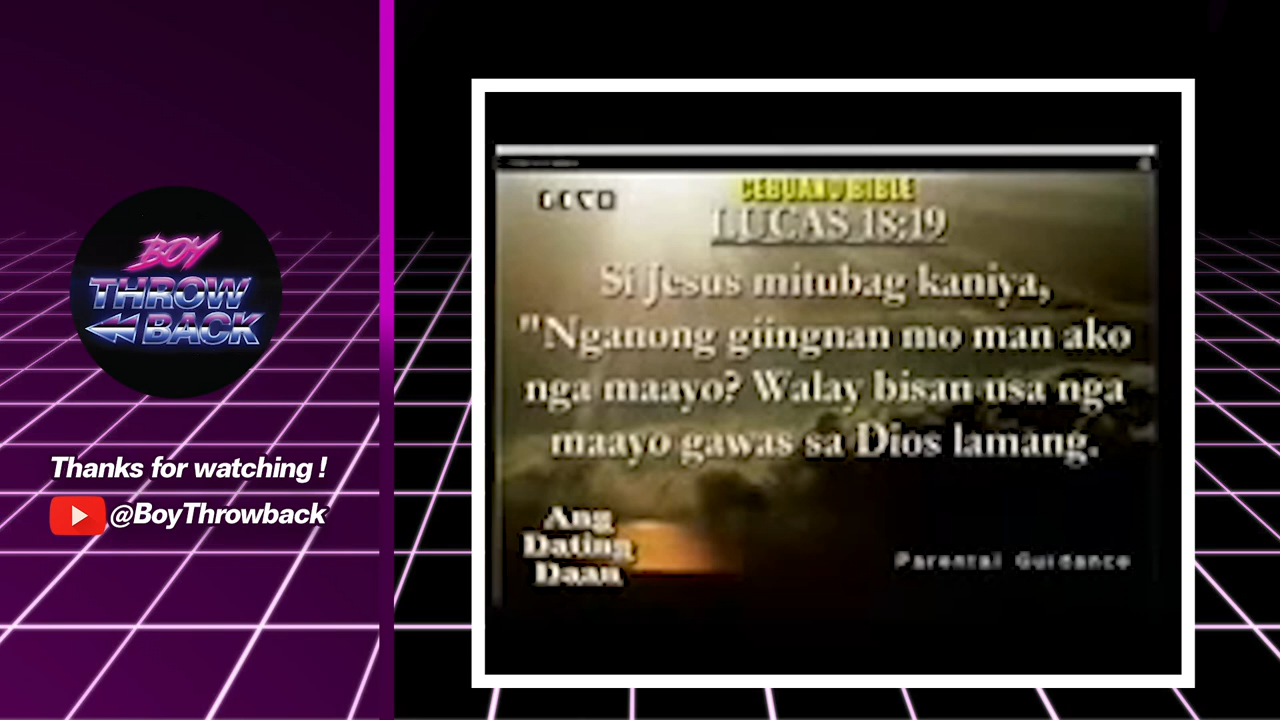 BOY
THROW
BACK
Thanks for watching !
@BoyThrowback
CEBUANO BIBLE
LUCAS 18:19
Si Jesus mitubag kaniya,
"Nganong giingnan mo man ako
nga maayo? Walay bisan usa nga
maayo gawas sa Dios lamang.
Ang
Dating
Daan
Parental Guidance